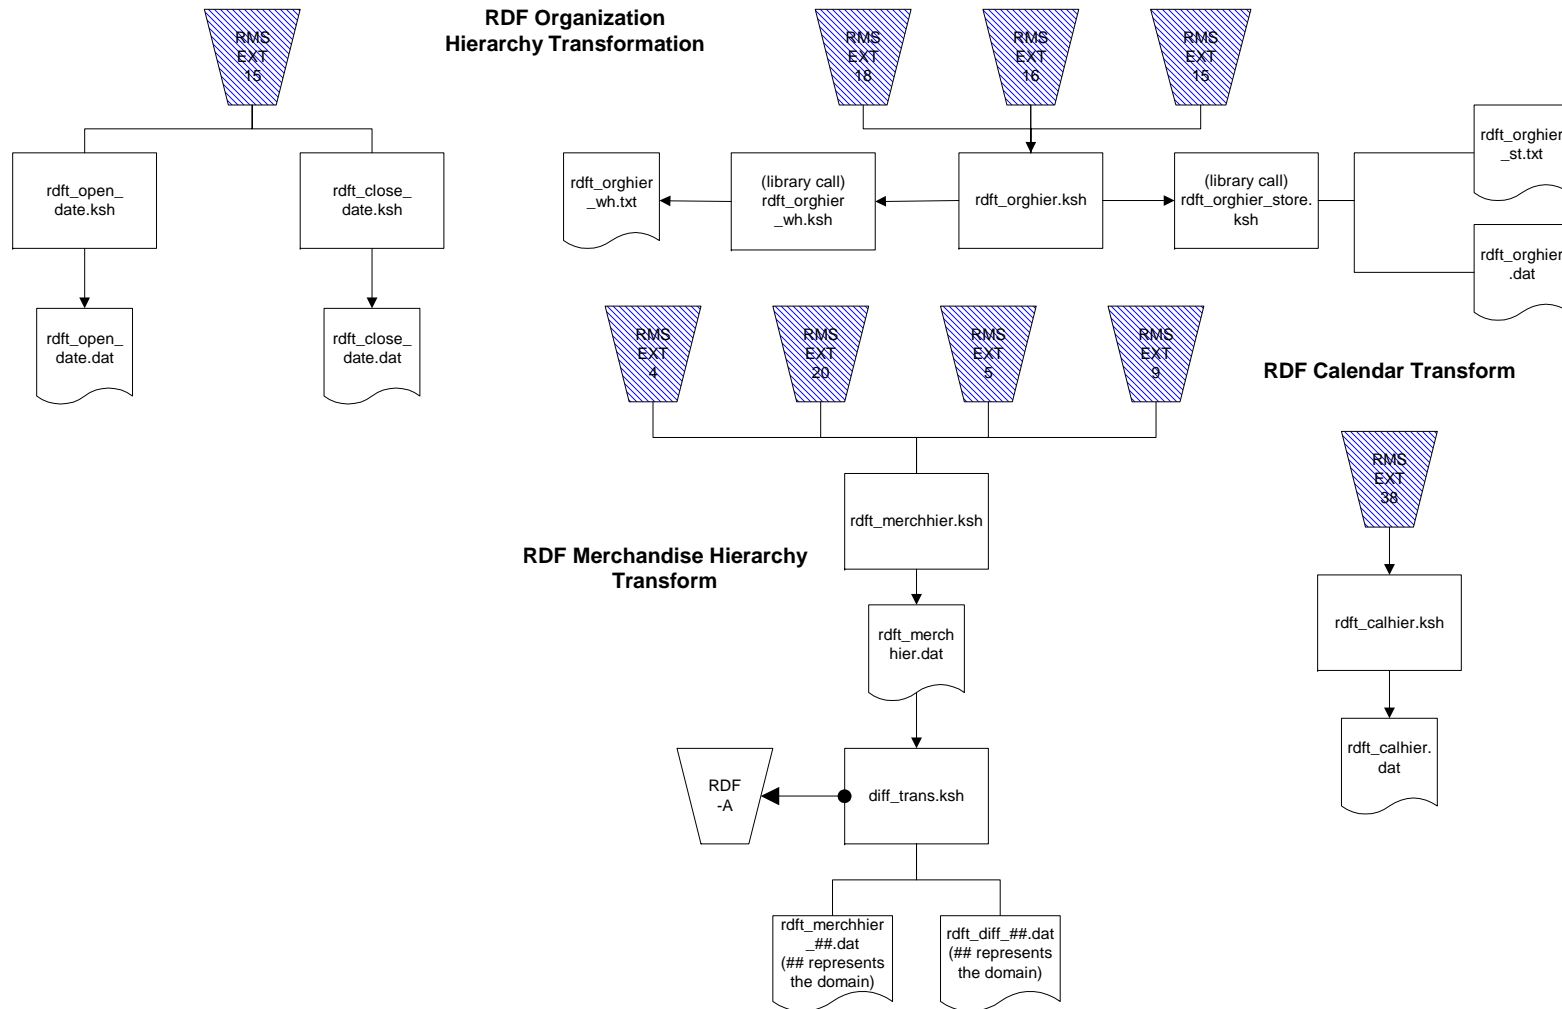 RDF Organization
Hierarchy Transformation
RMS
EXT
15
RMS
EXT
18
RMS
EXT
16
RMS
EXT
15
rdft_open_
date.ksh
rdft_close_
date.ksh
rdft_orghier
_wh.txt
(library call)
rdft_orghier
_wh.ksh
rdft_orghier.ksh
(library call)
rdft_orghier_store.
ksh
rdft_orghier
_st.txt
rdft_orghier
.dat
rdft_open_
date.dat
rdft_close_
date.dat
RMS
EXT
4
RMS
EXT
20
RMS
EXT
5
RMS
EXT
9
RDF Calendar Transform
RMS
EXT
38
rdft_merchhier.ksh
RDF Merchandise Hierarchy
Transform
rdft_calhier.ksh
rdft_merch
hier.dat
rdft_calhier.
dat
RDF
-A
diff_trans.ksh
rdft_merchhier
_##.dat
(## represents
the domain)
rdft_diff_##.dat
(## represents
the domain)